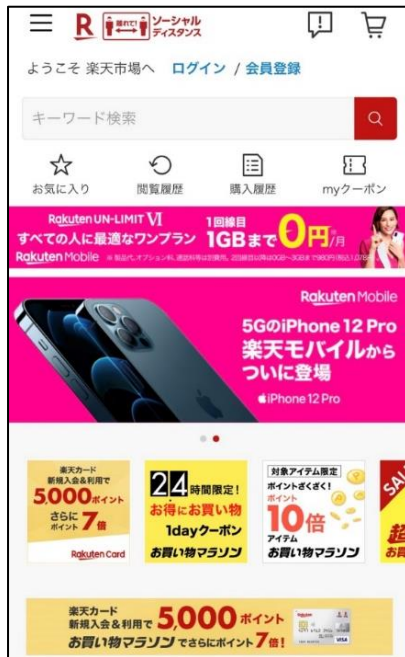 R 離れて! ソーシャル
ディスタンス
ようこそ 楽天市場へ ログイン / 会員登録
キーワード検索
お気に入り 閲覧履歴 購入履歴 myクーポン
Rakuten UN-LIMIT VI
すべての人に最適なワンプラン
Rakuten Mobile
1回線目
1GBまで0円/月
Rakuten Mobile
5GのiPhone 12 Pro
楽天モバイルから
ついに登場
iPhone 12 Pro
楽天カード
新規入会&利用で
5,000ポイント
さらに
ポイント7倍
Rakuten Card
24時間限定!
お得にお買い物
1dayクーポン
お買い物マラソン
対象アイテム限定
ポイントざくざく!
ポイント
10倍
アイテム
お買い物マラソン
SALE
超
お買
楽天カード
新規入会&利用で 5,000ポイント
お買い物マラソンでさらにポイント7倍!
VISA